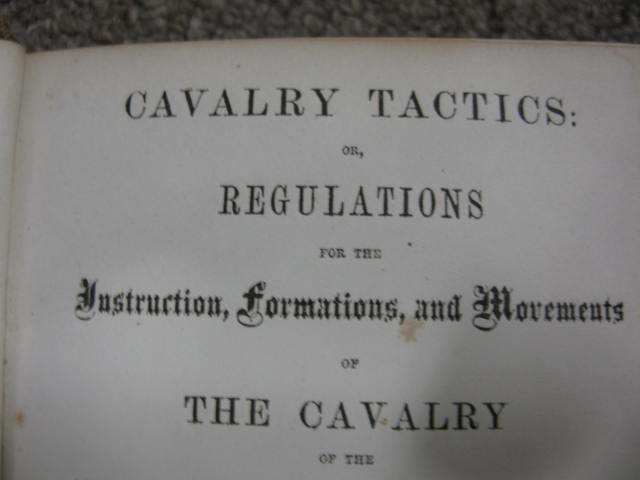 CAVALRY TACTICS:
OR,
REGULATIONS
FOR THE
Instruction, Formations, and Movements
OF
THE CAVALRY
OF THE